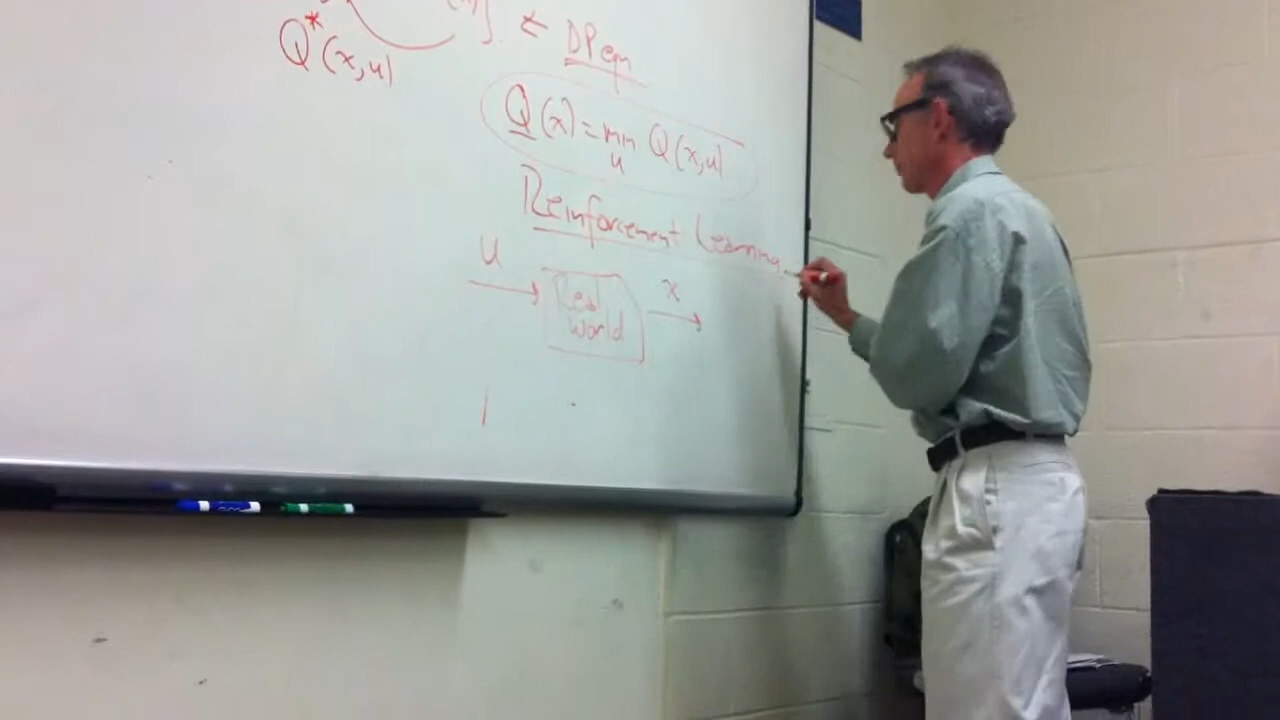 Q*(x,u)
] ⇐ DP eqn
Q(x) = min Q(x,u)
u
Reinforcement Learning
u
Real
World
x